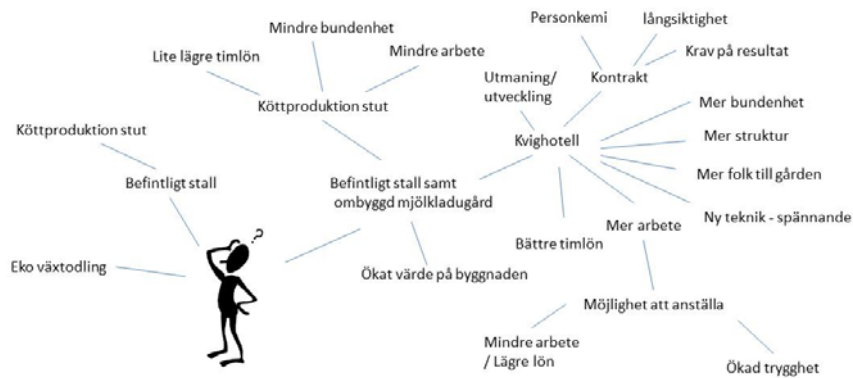 Personkemi
långsiktighet
Mindre bundenhet
Lite lägre timlön
Mindre arbete
Krav på resultat
Kontrakt
Utmaning/
utveckling
Köttproduktion stut
Mer bundenhet
Köttproduktion stut
Kvighotell
Mer struktur
Mer folk till gården
Befintligt stall
Befintligt stall samt
ombyggd mjölkladugård
Ny teknik - spännande
Mer arbete
Bättre timlön
?
Eko växtodling
Ökat värde på byggnaden
Möjlighet att anställa
Mindre arbete
/ Lägre lön
Ökad trygghet